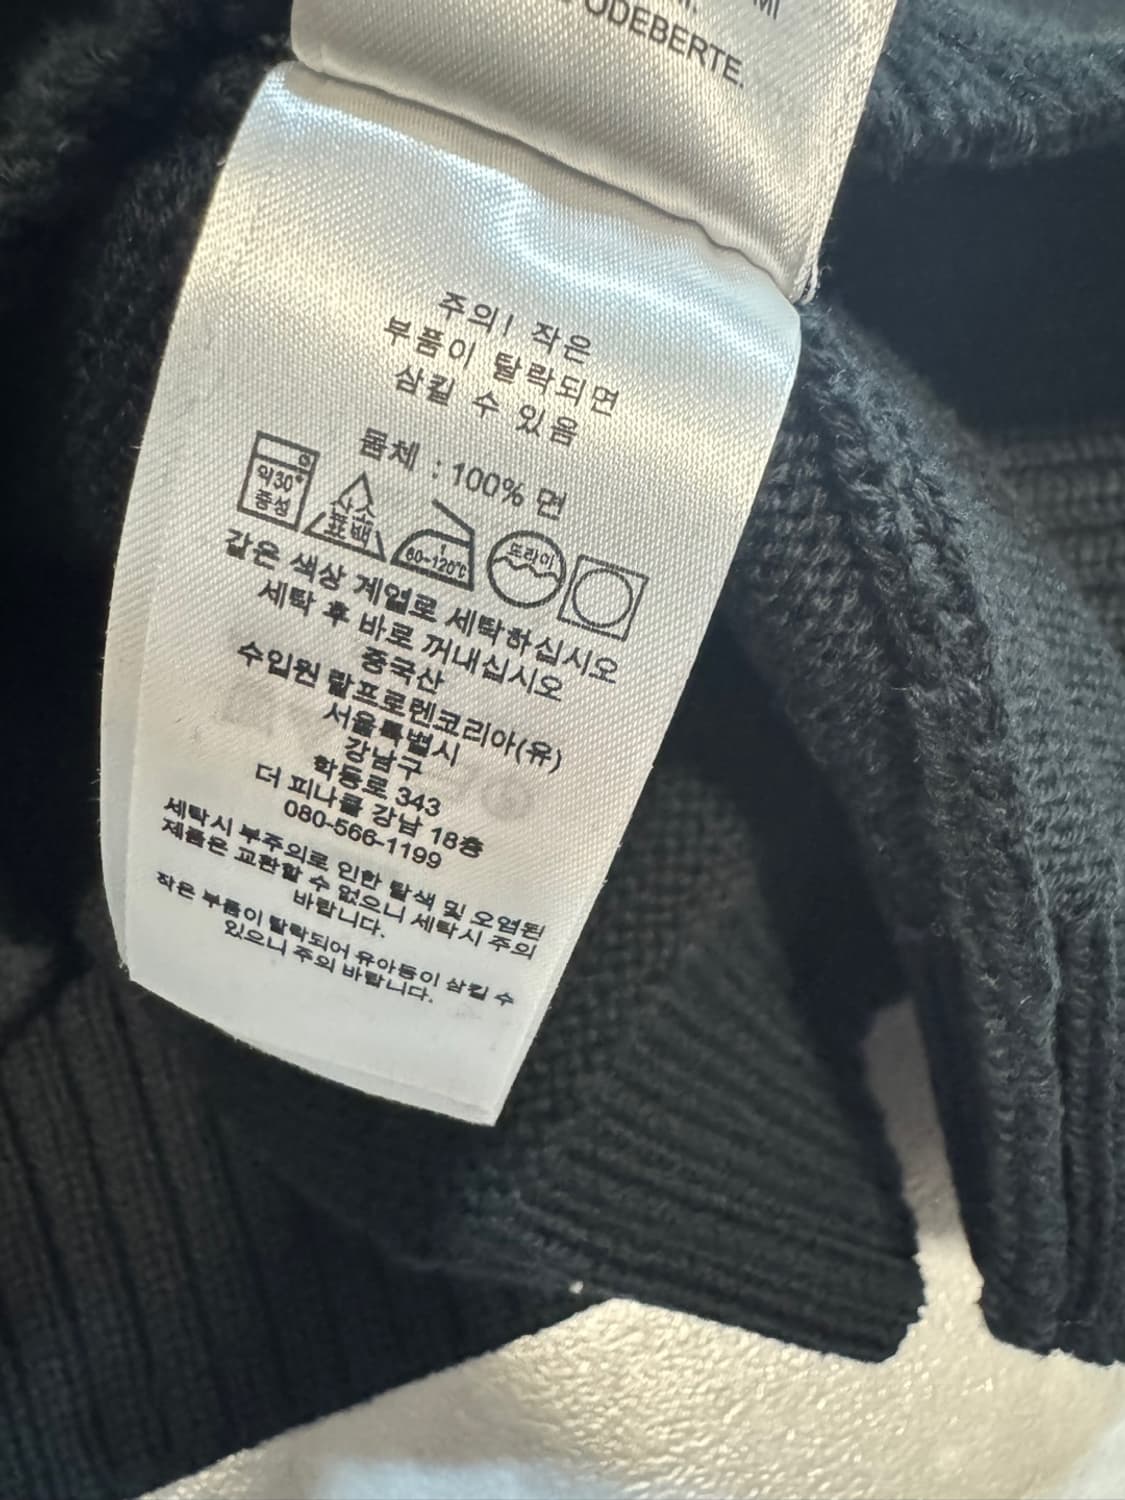 ODEBERTE.
주의! 작은
부품이 탈락되면
삼킬 수 있음
몸체 : 100% 면
약30°
중성
산소
표백
60~120℃
뜨라이
같은 색상 계열로 세탁하십시오
세탁 후 바로 꺼내십시오
중국산
수입원 랄프로렌코리아(유)
서울특별시
강남구
학동로 343
더 피나클 강남 18층
080-566-1199
세탁시 부주의로 인한 탈색 및 오염된
제품은 교환할 수 없으니 세탁시 주의
바랍니다.
작은 부품이 탈락되어 유아동이 삼킬 수
있으니 주의 바랍니다.